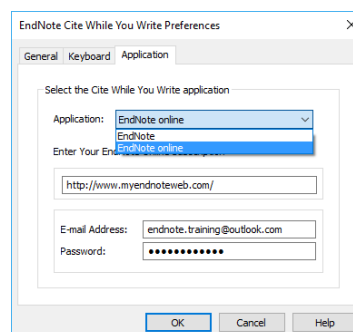 EndNote Cite While You Write Preferences
General Keyboard Application
Select the Cite While You Write application
Application: EndNote online
EndNote
EndNote online
Enter Your
http://www.myendnoteweb.com/
E-mail Address: endnote.training@outlook.com
Password: ●●●●●●●●●●●●
OK Cancel Help